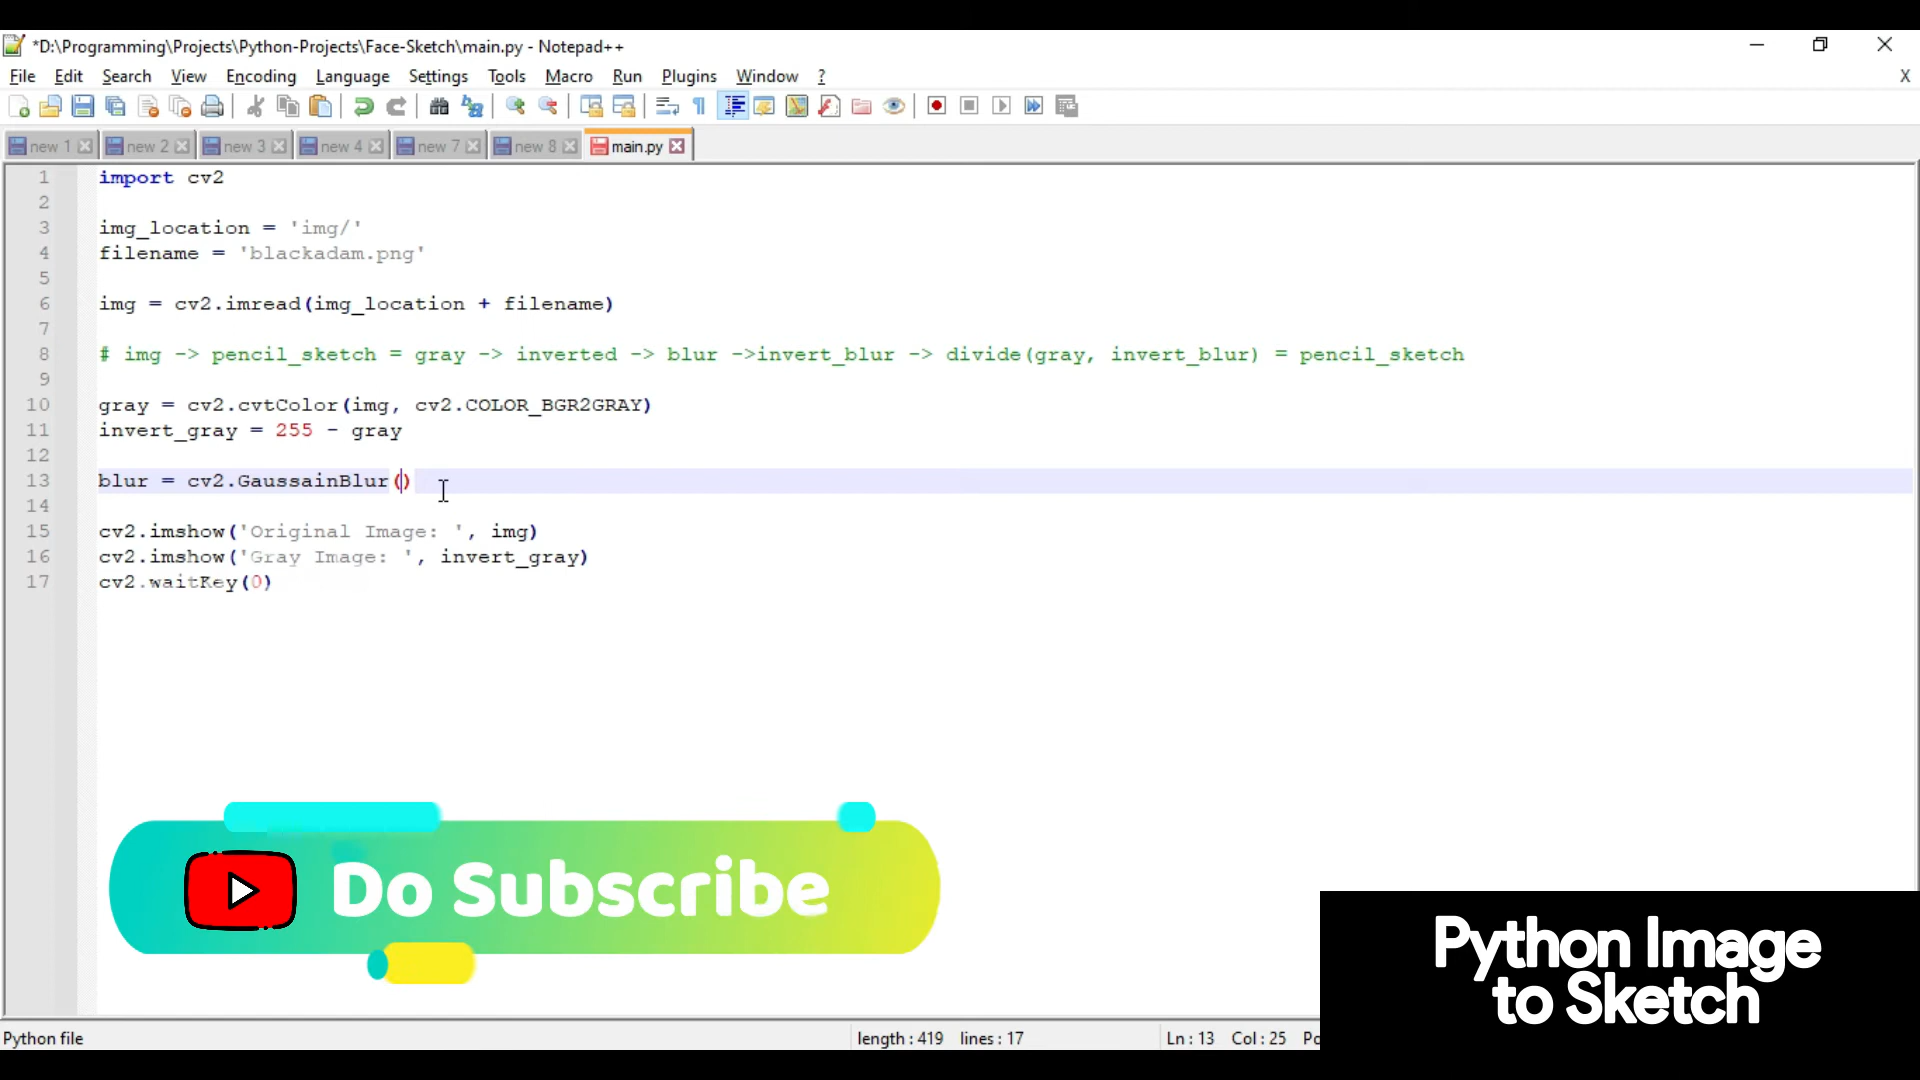 *D:\Programming\Projects\Python-Projects\Face-Sketch\main.py - Notepad++
File Edit Search View Encoding Language Settings Tools Macro Run Plugins Window ? X
new 1 new 2 new 3 new 4 new 7 new 8 main.py
1 import cv2
2
3 img_location = 'img/'
4 filename = 'blackadam.png'
5
6 img = cv2.imread(img_location + filename)
7
8 # img -> pencil_sketch = gray -> inverted -> blur ->invert_blur -> divide(gray, invert_blur) = pencil_sketch
9
10 gray = cv2.cvtColor(img, cv2.COLOR_BGR2GRAY)
11 invert_gray = 255 - gray
12
13 blur = cv2.GaussainBlur()
14
15 cv2.imshow('Original Image: ', img)
16 cv2.imshow('Gray Image: ', invert_gray)
17 cv2.waitKey(0)
Do Subscribe
Python Image
to Sketch
Python file length : 419 lines : 17 Ln : 13 Col : 25